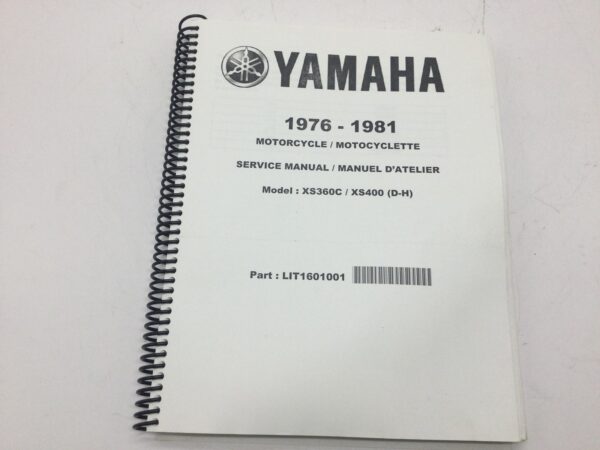 YAMAHA
1976 - 1981
MOTORCYCLE / MOTOCYCLETTE
SERVICE MANUAL / MANUEL D'ATELIER
Model : XS360C / XS400 (D-H)
Part : LIT1601001